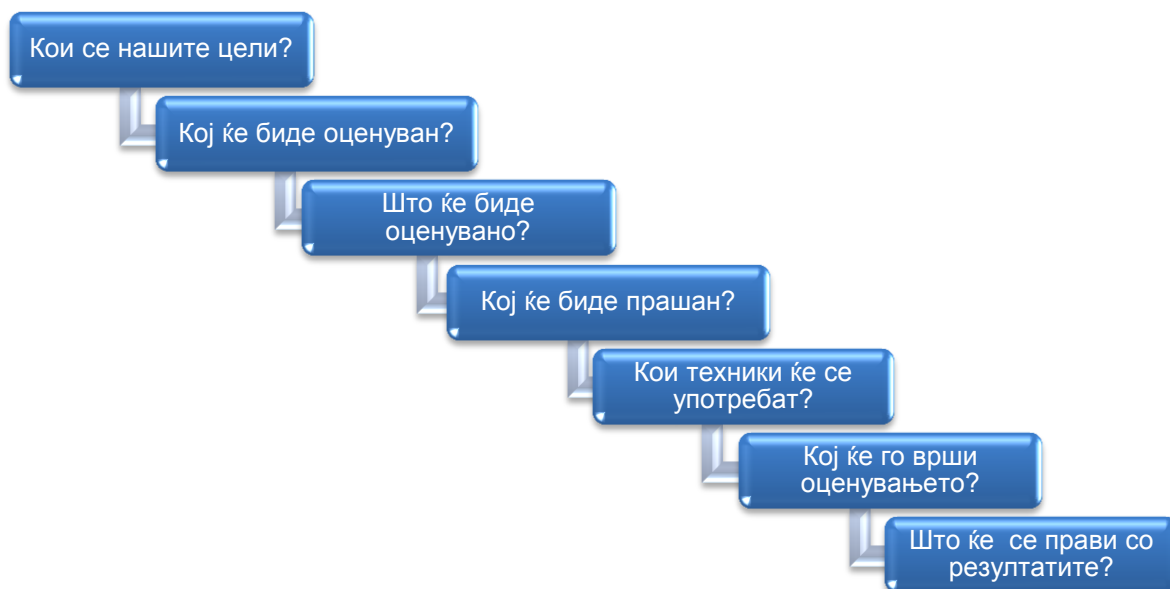 Кои се нашите цели?
Кој ќе биде оценуван?
Што ќе биде
оценувано?
Кој ќе биде прашан?
Кои техники ќе се
употребат?
Кој ќе го врши
оценувањето?
Што ќе  се прави со
резултатите?